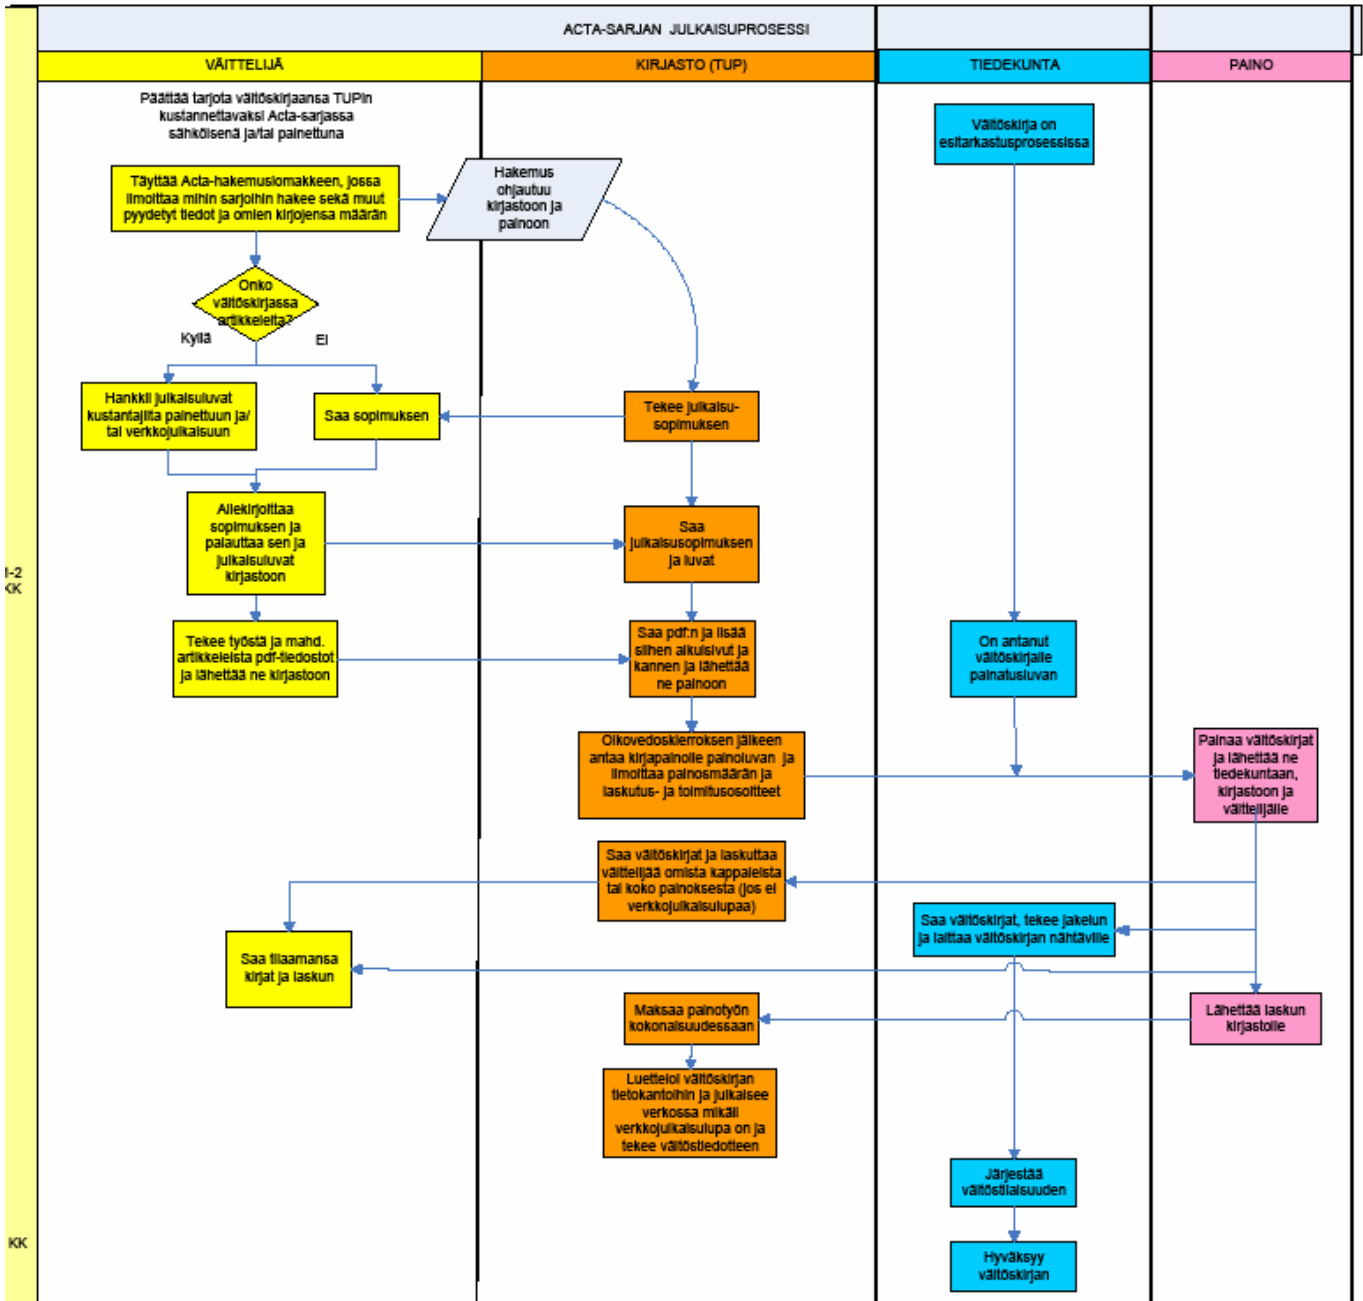 ACTA-SARJAN JULKAISUPROSESSI
VÄITTELIJÄ
KIRJASTO (TUP)
TIEDEKUNTA
PAINO
Päättää tarjota väitöskirjaansa TUPin
kustannettavaksi Acta-sarjassa
sähköisenä ja/tai painettuna
Väitöskirja on
esitarkastusprosessissa
Täyttää Acta-hakemuslomakkeen, jossa
ilmoittaa mihin sarjoihin hakee sekä muut
pyydetyt tiedot ja omien kirjojensa määrän
Hakemus
ohjautuu
kirjastoon ja
painoon
Onko
väitöskirjassa
artikkeleita?
Kyllä
Ei
Hankkii julkaisuluvat
kustantajilta painettuun ja/
tai verkkojulkaisuun
Saa sopimuksen
Tekee julkaisu-
sopimuksen
Allekirjoittaa
sopimuksen ja
palauttaa sen ja
julkaisuluvat
kirjastoon
Saa
julkaisusopimuksen
ja luvat
1-2
KK
Tekee työstä ja mahd.
artikkeleista pdf-tiedostot
ja lähettää ne kirjastoon
Saa pdf:n ja lisää
siihen alkusivut ja
kannen ja lähettää
ne painoon
On antanut
väitöskirjalle
painatusluvan
Oikovedoskierroksen jälkeen
antaa kirjapainolle painoluvan ja
ilmoittaa painosmäärän ja
laskutus- ja toimitusosoitteet
Painaa väitöskirjat
ja lähettää ne
tiedekuntaan,
kirjastoon ja
väittelijälle
Saa väitöskirjat ja laskuttaa
väittelijää omista kappaleista
tai koko painoksesta (jos ei
verkkojulkaisulupaa)
Saa väitöskirjat, tekee jakelun
ja laittaa väitöskirjan nähtäville
Saa tilaamansa
kirjat ja laskun
Maksaa painotyön
kokonaisuudessaan
Lähettää laskun
kirjastolle
Luetteloi väitöskirjan
tietokantoihin ja julkaisee
verkossa mikäli
verkkojulkaisulupa on ja
tekee väitöstiedotteen
Järjestää
väitöstilaisuuden
KK
Hyväksyy
väitöskirjan